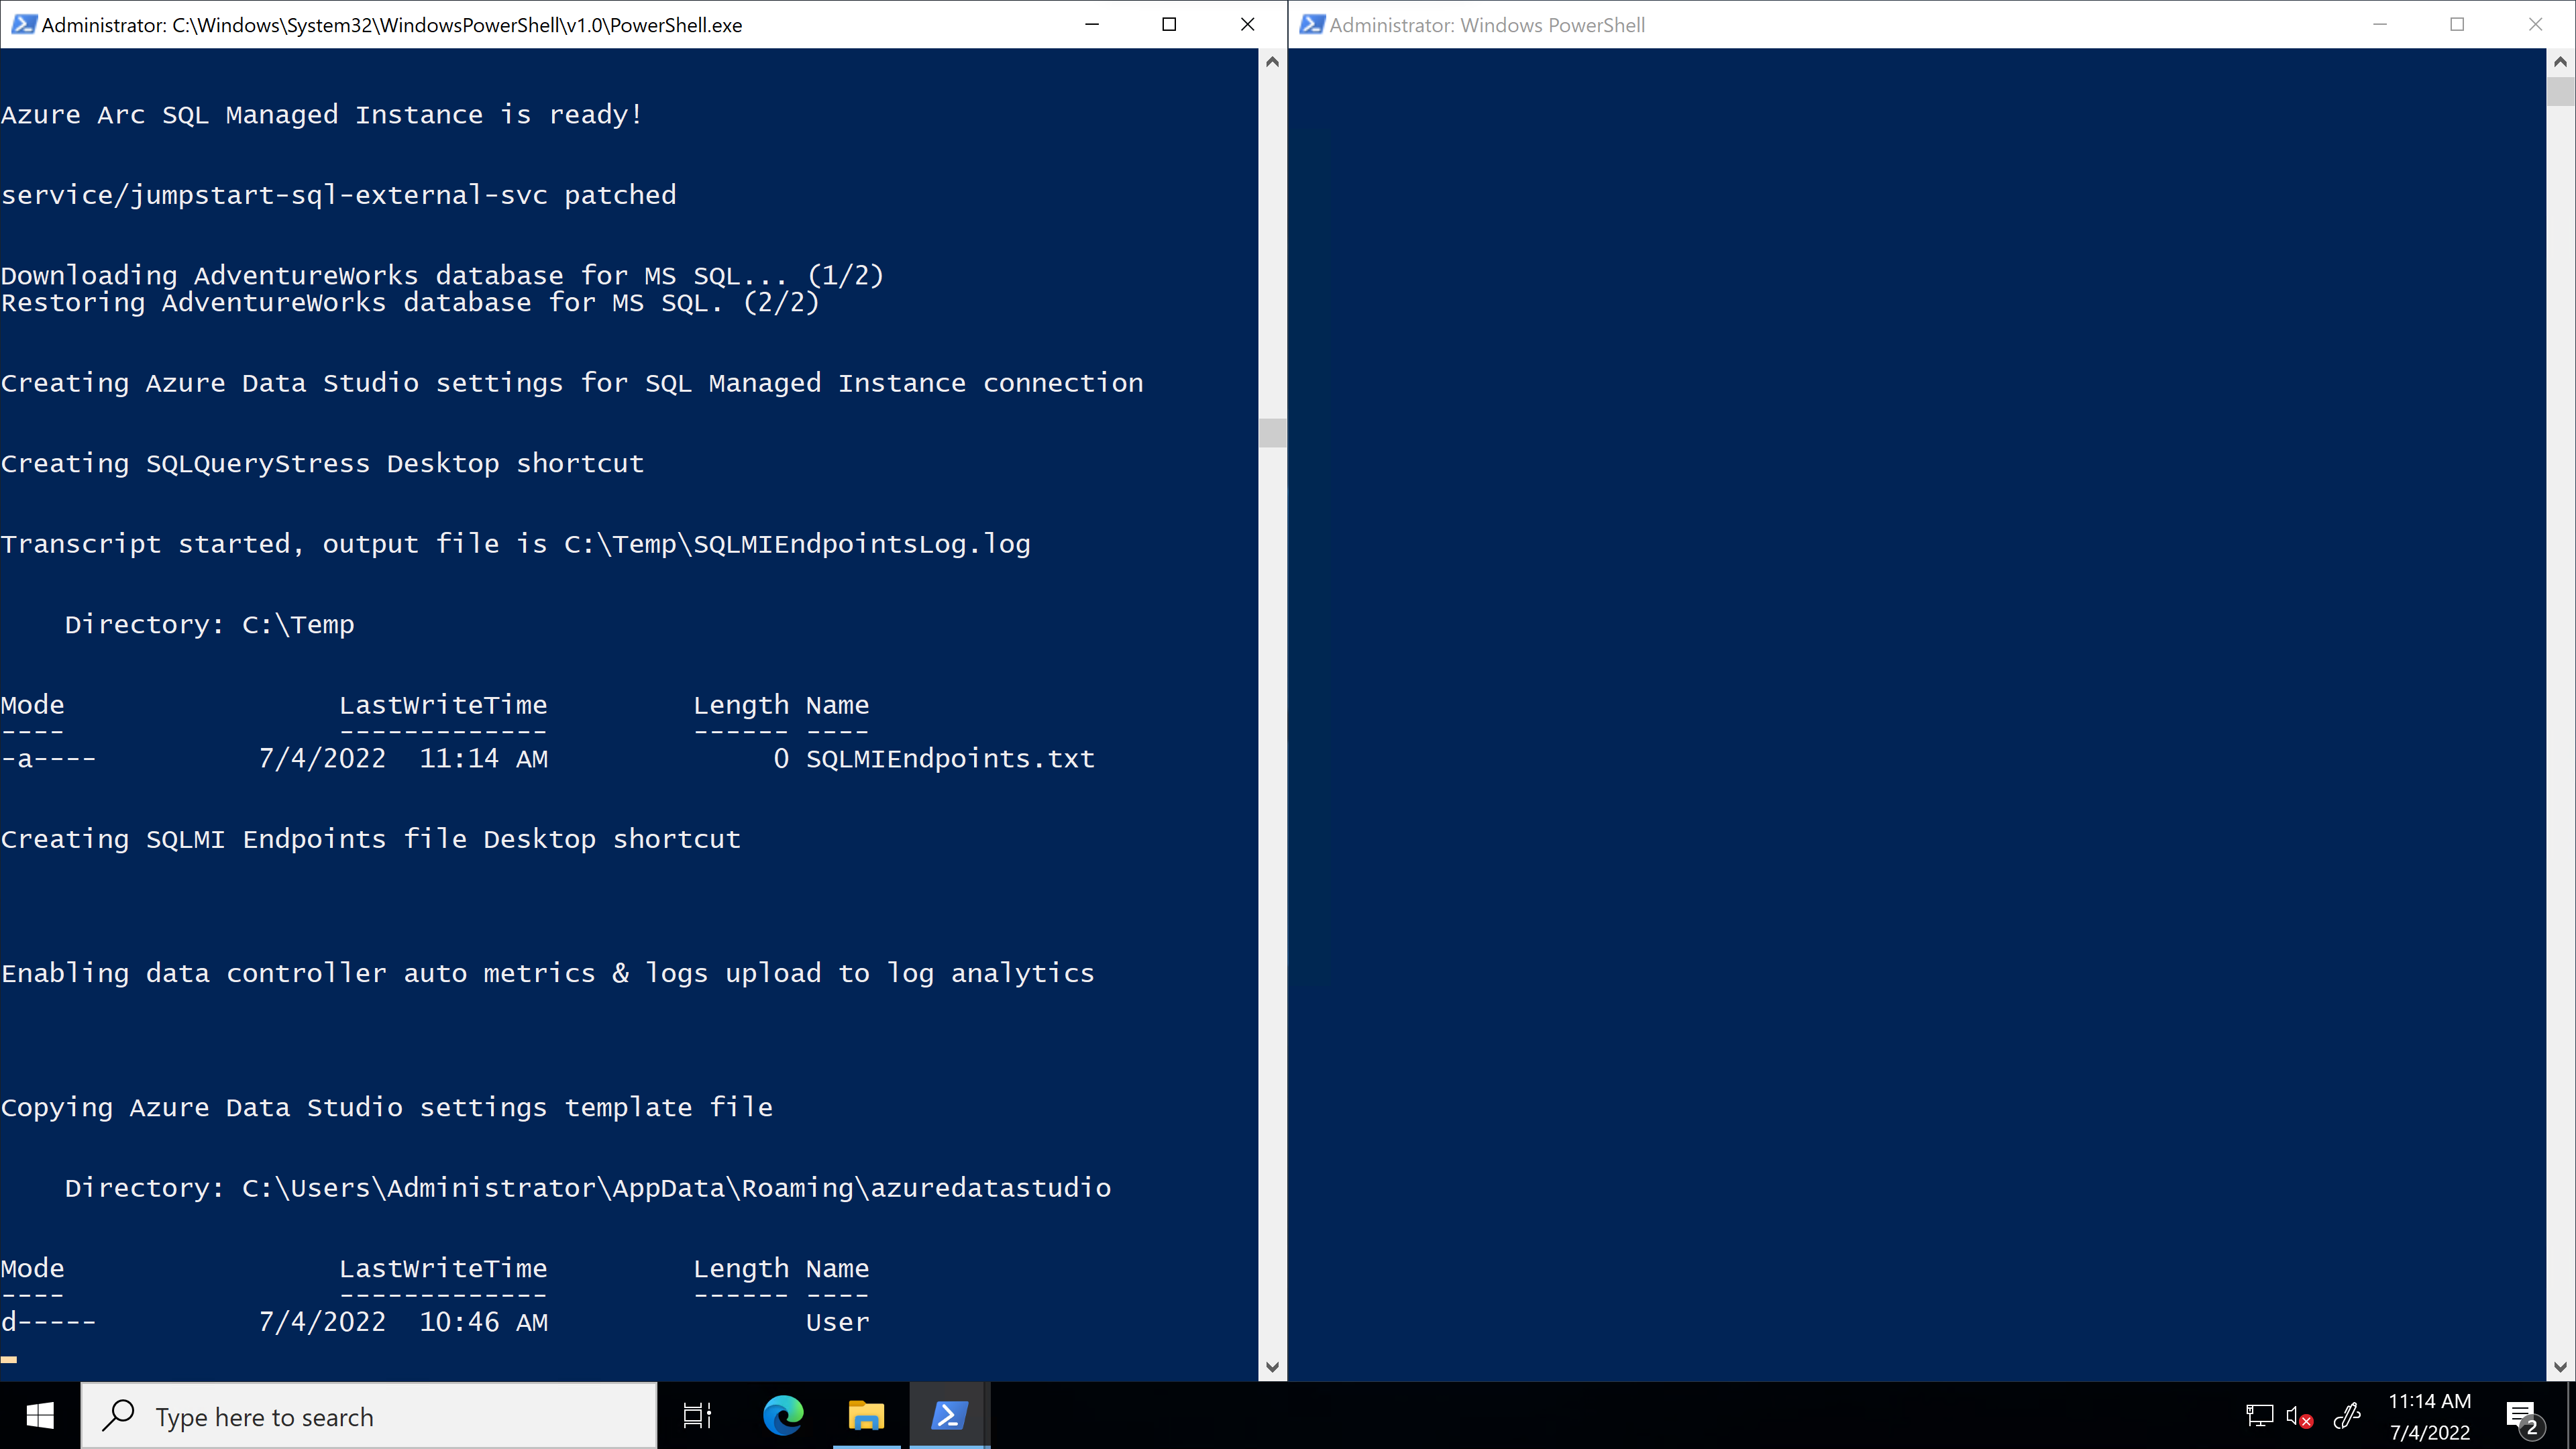 Administrator: C:\Windows\System32\WindowsPowerShell\v1.0\PowerShell.exe
Azure Arc SQL Managed Instance is ready!
service/jumpstart-sql-external-svc patched
Downloading AdventureWorks database for MS SQL... (1/2)
Restoring AdventureWorks database for MS SQL. (2/2)
Creating Azure Data Studio settings for SQL Managed Instance connection
Creating SQLQueryStress Desktop shortcut
Transcript started, output file is C:\Temp\SQLMIEndpointsLog.log
    Directory: C:\Temp
Mode                 LastWriteTime         Length Name
----                 -------------         ------ ----
-a----          7/4/2022  11:14 AM              0 SQLMIEndpoints.txt
Creating SQLMI Endpoints file Desktop shortcut
Enabling data controller auto metrics & logs upload to log analytics
Copying Azure Data Studio settings template file
    Directory: C:\Users\Administrator\AppData\Roaming\azuredatastudio
Mode                 LastWriteTime         Length Name
----                 -------------         ------ ----
d-----          7/4/2022  10:46 AM                User
Administrator: Windows PowerShell
Type here to search
11:14 AM
7/4/2022
2